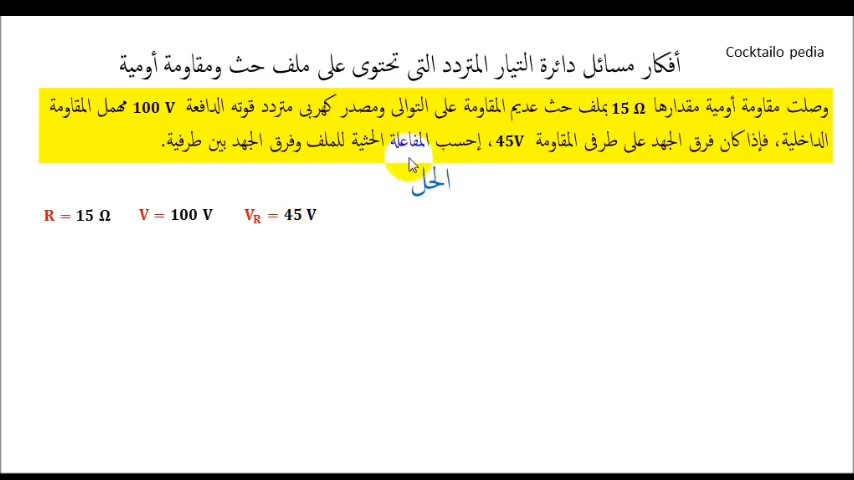 Cocktailo pedia
أفكار مسائل دائرة التيار المتردد التى تحتوى على ملف حث ومقاومة أومية
وصلت مقاومة أومية مقدارها 15 Ω بملف حث عديم المقاومة على التوالى ومصدر كهربى متردد قوته الدافعة 100 V مهمل المقاومة
الداخلية، فإذا كان فرق الجهد على طرفى المقاومة 45V ، إحسب المفاعلة الحثية للملف وفرق الجهد بين طرفية.
الحل
R = 15 Ω V = 100 V V_R = 45 V